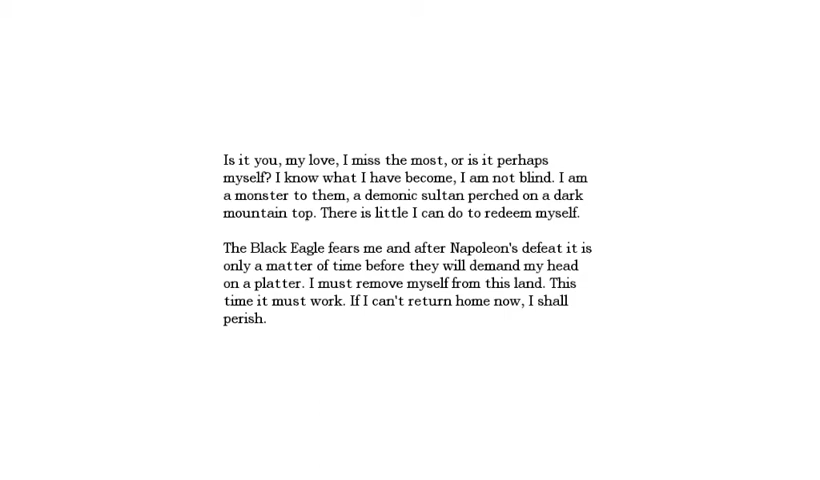 Is it you, my love, I miss the most, or is it perhaps
myself? I know what I have become, I am not blind. I am
a monster to them, a demonic sultan perched on a dark
mountain top. There is little I can do to redeem myself.
The Black Eagle fears me and after Napoleon's defeat it is
only a matter of time before they will demand my head
on a platter. I must remove myself from this land. This
time it must work. If I can't return home now, I shall
perish.